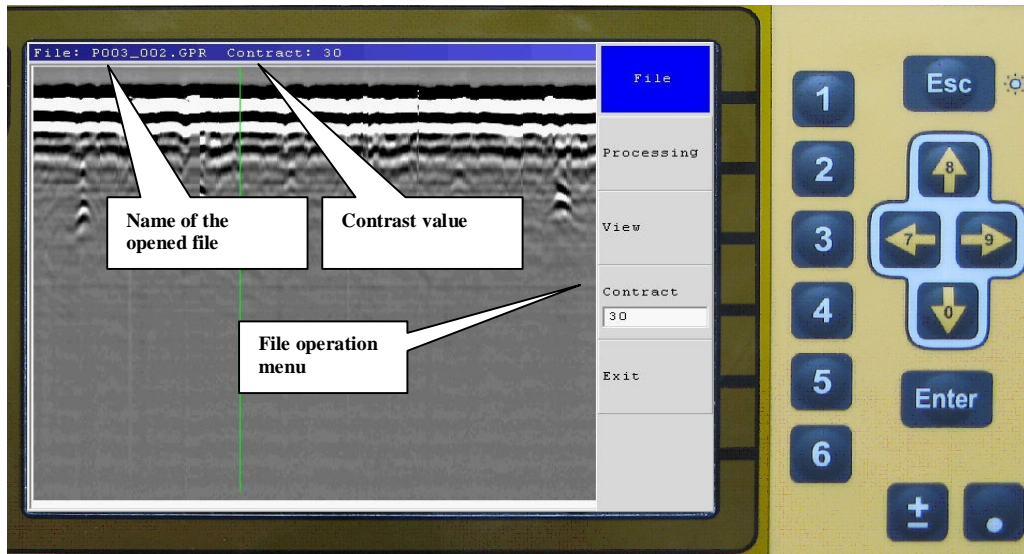 File: P003_002.GPR Contract: 30
File
Processing
View
Contract
30
Exit
Name of the
opened file
Contrast value
File operation
menu
1
2
3
4
5
6
Esc
8
7
9
0
Enter
±
.